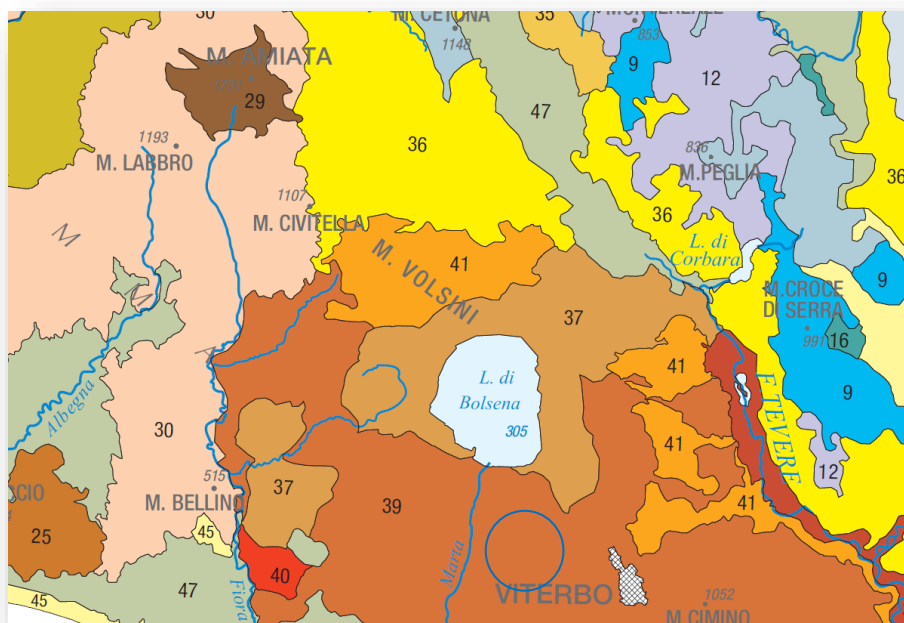 30
M. CETONA
1148
35
853
9
12
M. AMIATA
29
47
1193
M. LABBRO
36
836
M. PEGLIA
36
1107
M. CIVITELLA
36
L. di
Corbara
M
M. VOLSINI
41
9
M
37
M. CROCE
DI SERRA
991
16
A
41
L. di
Bolsena
305
F. TEVERE
9
Albegna
30
41
12
515
M. BELLINO
37
39
41
25
45
40
Marta
47
Fiora
VITERBO
45
1052
M. CIMINO